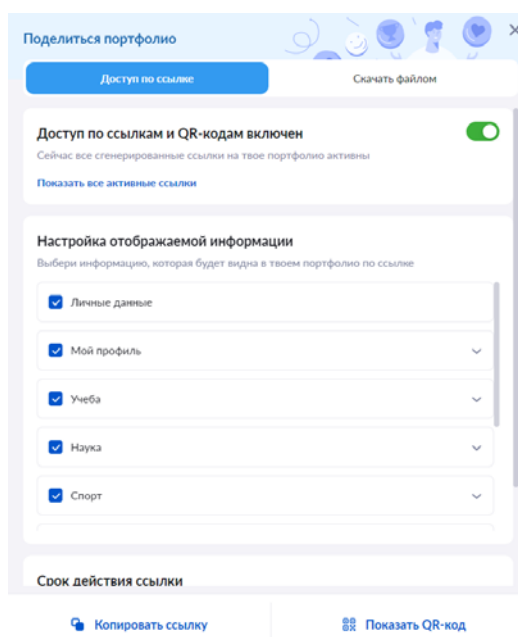 Поделиться портфолио
Доступ по ссылке
Скачать файлом
Доступ по ссылкам и QR-кодам включен
Сейчас все сгенерированные ссылки на твое портфолио активны
Показать все активные ссылки
Настройка отображаемой информации
Выбери информацию, которая будет видна в твоем портфолио по ссылке
Личные данные
Мой профиль
Учеба
Наука
Спорт
Срок действия ссылки
Копировать ссылку
Показать QR-код